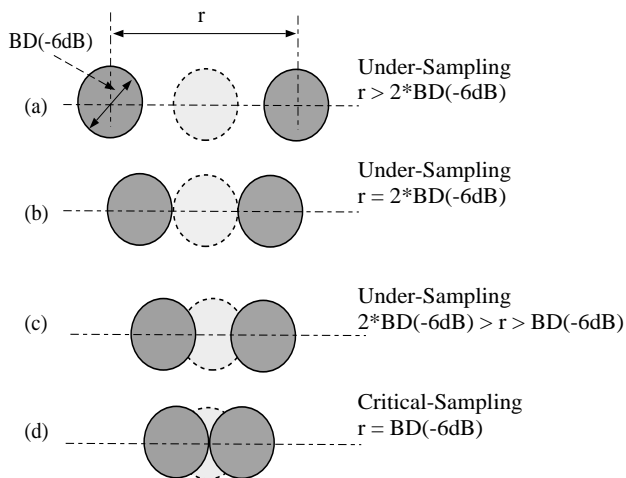 r
BD(-6dB)
(a)
Under-Sampling
r > 2*BD(-6dB)
(b)
Under-Sampling
r = 2*BD(-6dB)
(c)
Under-Sampling
2*BD(-6dB) > r > BD(-6dB)
(d)
Critical-Sampling
r = BD(-6dB)